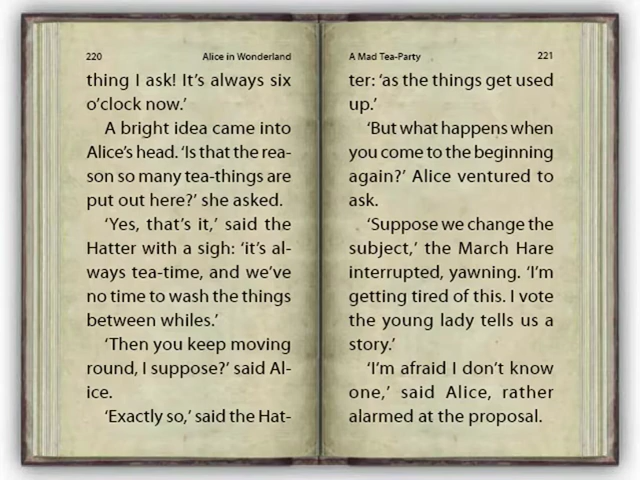 220 Alice in Wonderland
thing I ask! It’s always six
o’clock now.’
A bright idea came into
Alice’s head. ‘Is that the rea-
son so many tea-things are
put out here?’ she asked.
‘Yes, that’s it,’ said the
Hatter with a sigh: ‘it’s al-
ways tea-time, and we’ve
no time to wash the things
between whiles.’
‘Then you keep moving
round, I suppose?’ said Al-
ice.
‘Exactly so,’ said the Hat-
A Mad Tea-Party 221
ter: ‘as the things get used
up.’
‘But what happens when
you come to the beginning
again?’ Alice ventured to
ask.
‘Suppose we change the
subject,’ the March Hare
interrupted, yawning. ‘I’m
getting tired of this. I vote
the young lady tells us a
story.’
‘I’m afraid I don’t know
one,’ said Alice, rather
alarmed at the proposal.